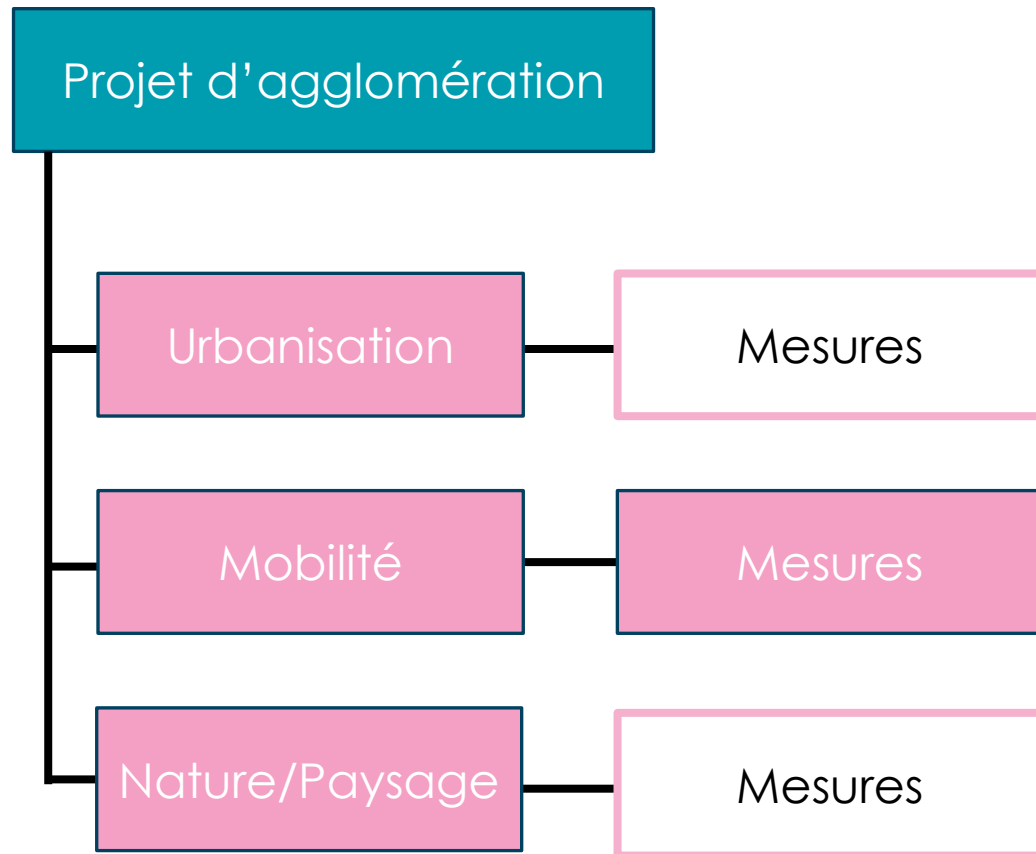 Projet d’agglomération
Urbanisation
Mesures
Mobilité
Mesures
Nature/Paysage
Mesures